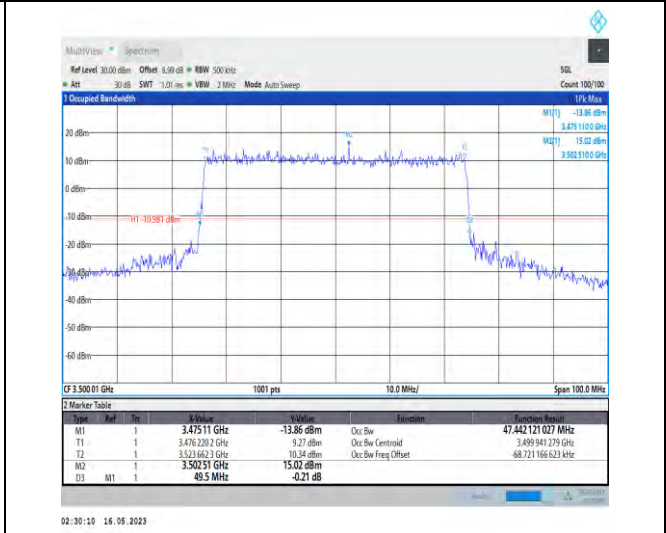 MultiView Spectrum
Ref Level 30.00 dBm Offset 8.99 dB RBW 500 kHz SGL
Att 30 dB SWT 1.01 ms VBW 2 MHz Mode Auto Sweep Count 100/100
1 Occupied Bandwidth 1Pk Max
M1[1] -13.86 dBm
3.4751100 GHz
M2[1] 15.02 dBm
3.5025100 GHz
20 dBm
M2
10 dBm
0 dBm
-10 dBm
H1 -10.981 dBm
-20 dBm
-30 dBm
-40 dBm
-50 dBm
-60 dBm
CF 3.500 01 GHz 1001 pts 10.0 MHz/ Span 100.0 MHz
2 Marker Table
Type Ref Trc X-Value Y-Value Function Function Result
M1 1 3.475 11 GHz -13.86 dBm Occ Bw 47.442 121 027 MHz
T1 1 3.476 220 2 GHz 9.27 dBm Occ Bw Centroid 3.499 941 279 GHz
T2 1 3.523 662 3 GHz 10.34 dBm Occ Bw Freq Offset -68.721 166 623 kHz
M2 1 3.502 51 GHz 15.02 dBm
D3 M1 1 49.5 MHz -0.21 dB
02:30:10 16.05.2023